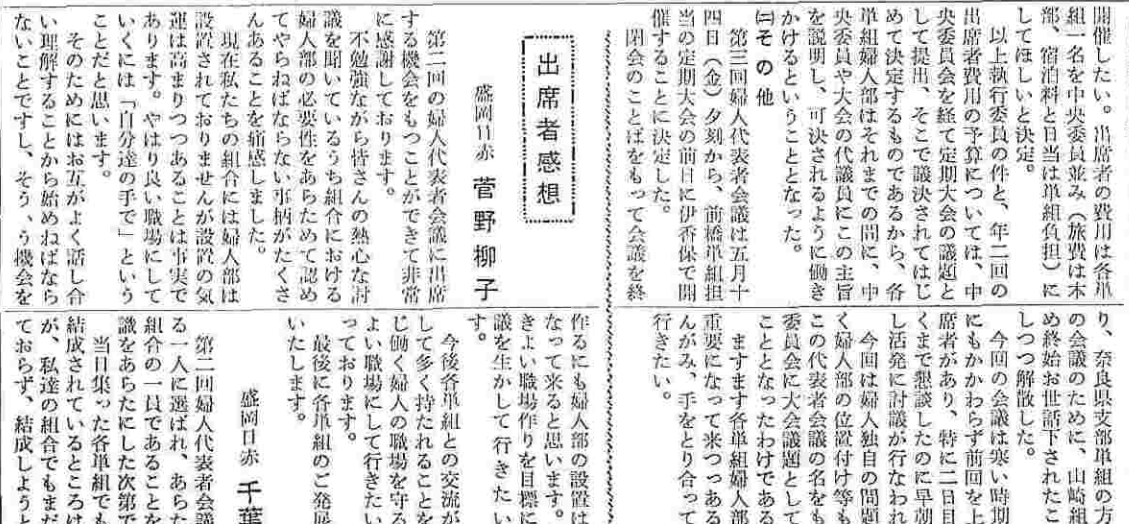 開催したい。出席者の費用は各単
組一名を中央委員並み(旅費は本
部、宿泊料と日当は単組負担)に
してほしいと決定。
以上執行委員の件と、年二回の
出席者費用の予算については、中
央委員会を経て定期大会の議題と
して提出、そこで議決されてはじ
めて決定するものであるから、各
単組婦人部はそれまでの間に、中
央委員や大会の代議員にこの主旨
を説明し、可決されるように働き
かけるということとなった。
㈡その他
第三回婦人代表者会議は五月十
四日(金)夕刻から、前橋単組担
当の定期大会の前日に伊香保で開
催することに決定した。
閉会のことばをもって会議を終
り、奈良県支部単組の方
の会議のために、山崎組
め終始お世話下されたこ
しつつ解散した。
今回の会議は寒い時期
にもかかわらず前回を上
席者があり、特に二日目
くまで懇談したのに早朝
し活発に討議が行なわれ
今回は婦人独自の問題
く婦人部の位置付け等も
この代表者会議の名をも
委員会に大会議題として
こととなったわけである
ますます各単組婦人部
重要になって来つつある
んがみ、手をとり合って
行きたい。
出席者感想
盛岡日赤 菅野柳子
第二回の婦人代表者会議に出席
する機会をもつことができて非常
に感謝しております。
不勉強ながら皆さんの熱心な討
議を聞いているうち組合における
婦人部の必要性をあらためて認め
てやらねばならない事柄がたくさ
んあることを痛感しました。
現在私たちの組合には婦人部は
設置されておりませんが設置の気
運は高まりつつあることは事実で
あります。やはり良い職場にして
いくには「自分達の手で」という
ことだと思います。
そのためにはお互がよく話し合
い理解することから始めねばなら
ないことですし、そう、う機会を
作るにも婦人部の設置は
なって来ると思います。
きよい職場作りを目標に
議を生かして行きたい
す。
今後各単組との交流が
して多く持たれることを
じ働く婦人の職場を守る
よい職場にして行きたい
っております。
最後に各単組のご発展
いたします。
盛岡日赤 千葉
第二回婦人代表者会議
る一人に選ばれ、あらた
組合の一員であることを
識をあらたにした次第で
当日集った各単組でも
結成されているところは
が、私達の組合でもまだ
ておらず、結成しようと